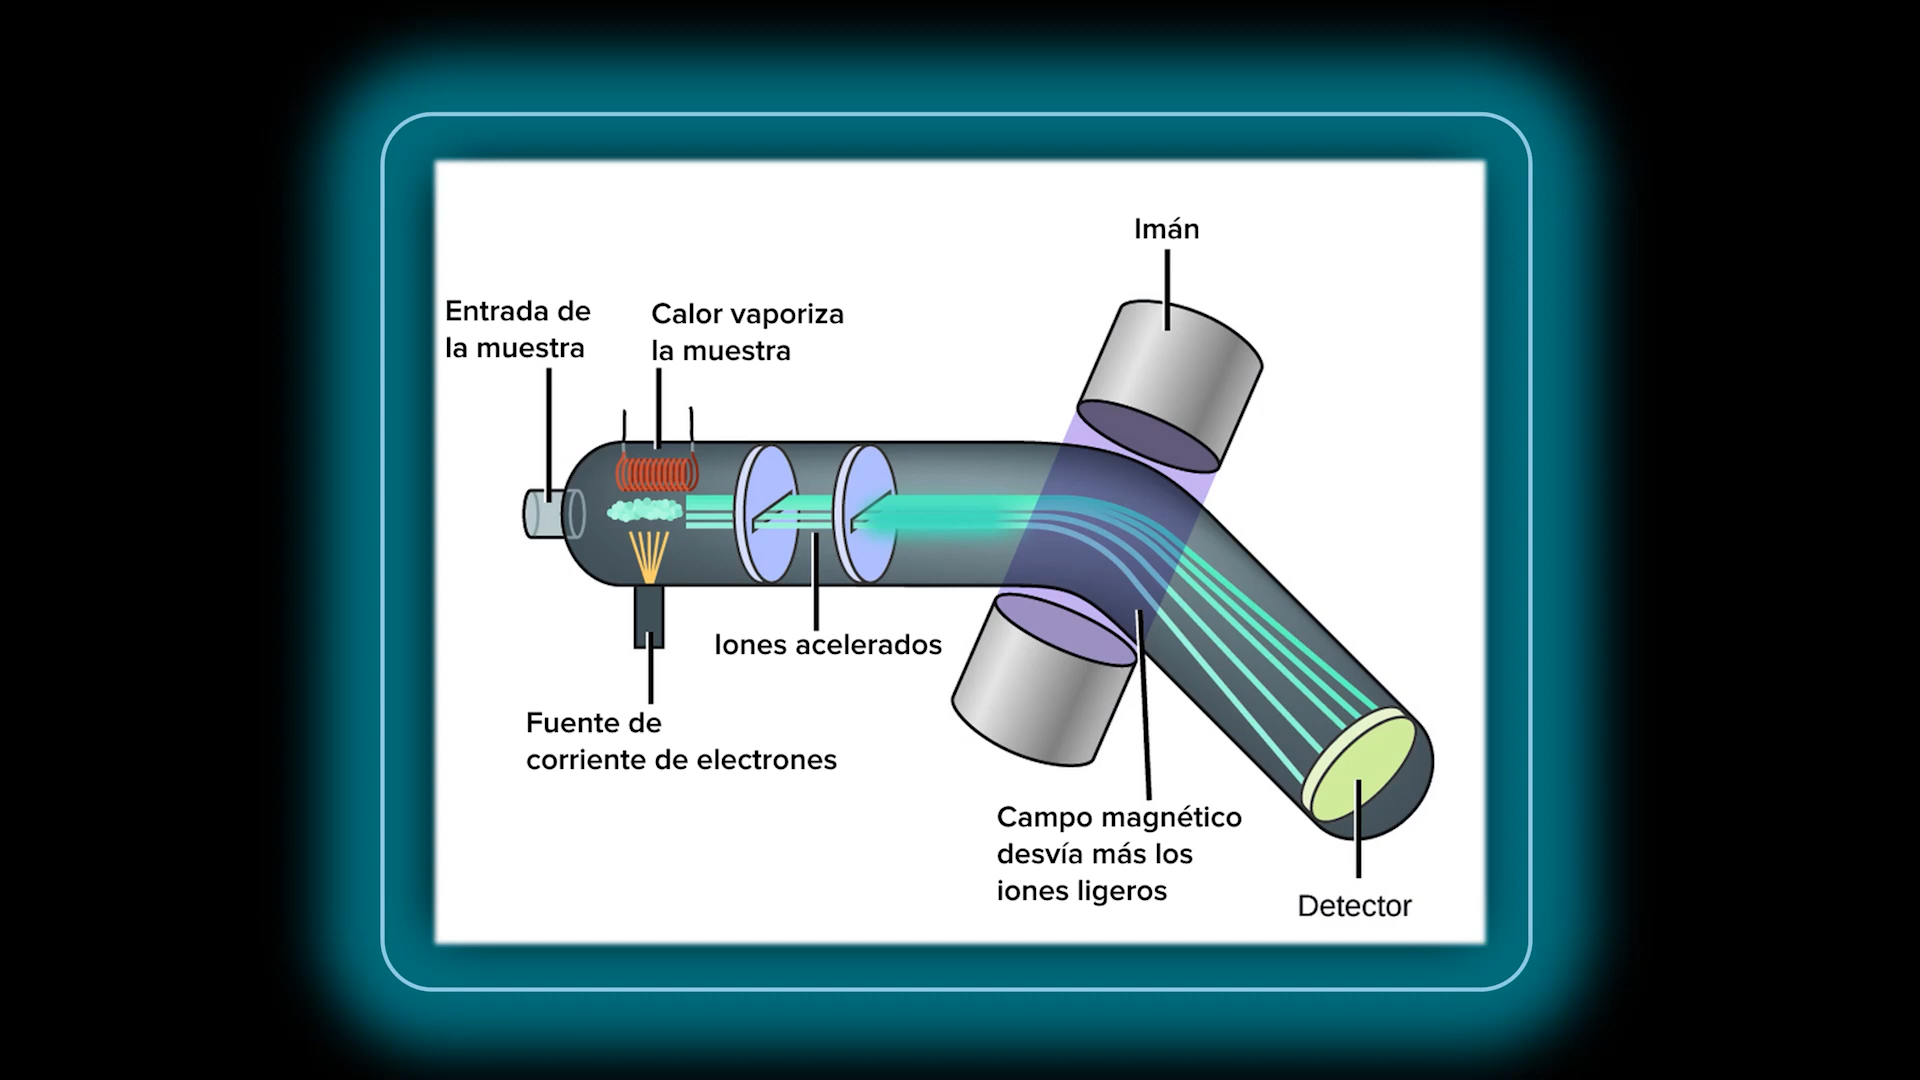 Imán
Entrada de
la muestra
Calor vaporiza
la muestra
Iones acelerados
Fuente de
corriente de electrones
Campo magnético
desvía más los
iones ligeros
Detector